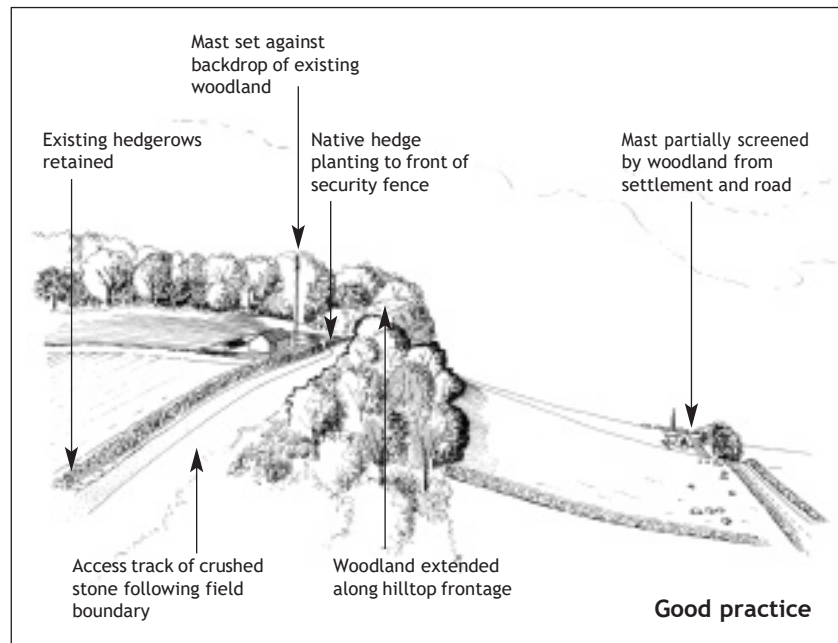 Mast set against
backdrop of existing
woodland
Existing hedgerows
retained
Native hedge
planting to front of
security fence
Mast partially screened
by woodland from
settlement and road
Access track of crushed
stone following field
boundary
Woodland extended
along hilltop frontage
Good practice